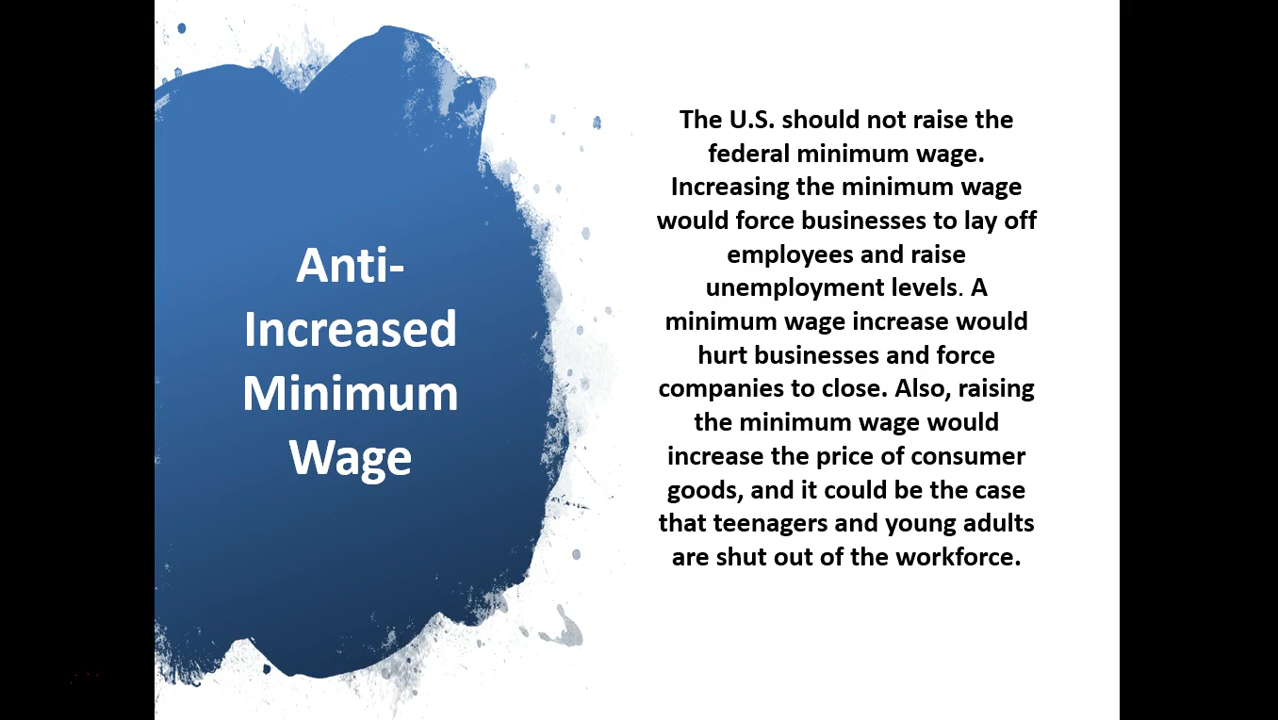 Anti-
Increased
Minimum
Wage
The U.S. should not raise the
federal minimum wage.
Increasing the minimum wage
would force businesses to lay off
employees and raise
unemployment levels. A
minimum wage increase would
hurt businesses and force
companies to close. Also, raising
the minimum wage would
increase the price of consumer
goods, and it could be the case
that teenagers and young adults
are shut out of the workforce.